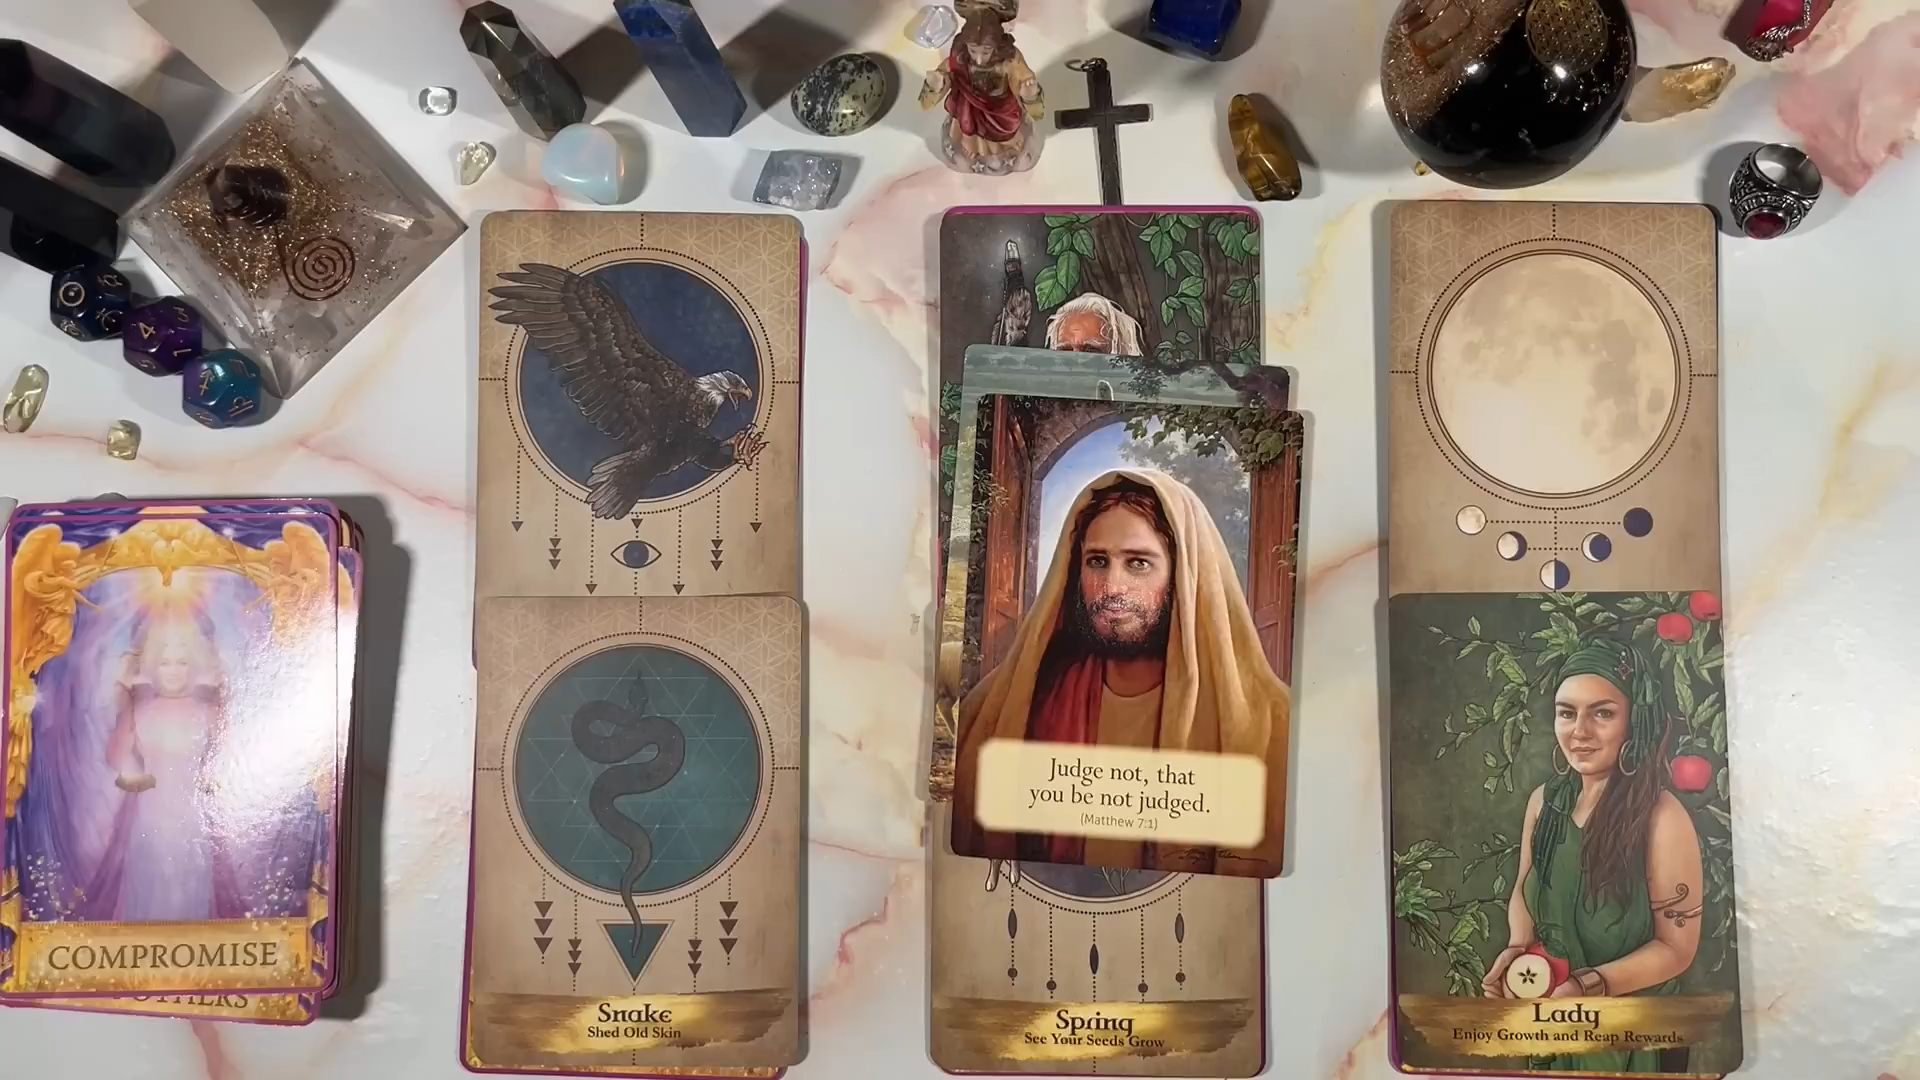 COMPROMISE
OTHERS
Snake
Shed Old Skin
Judge not, that
you be not judged.
(Matthew 7:1)
Spring
See Your Seeds Grow
Lady
Enjoy Growth and Reap Rewards